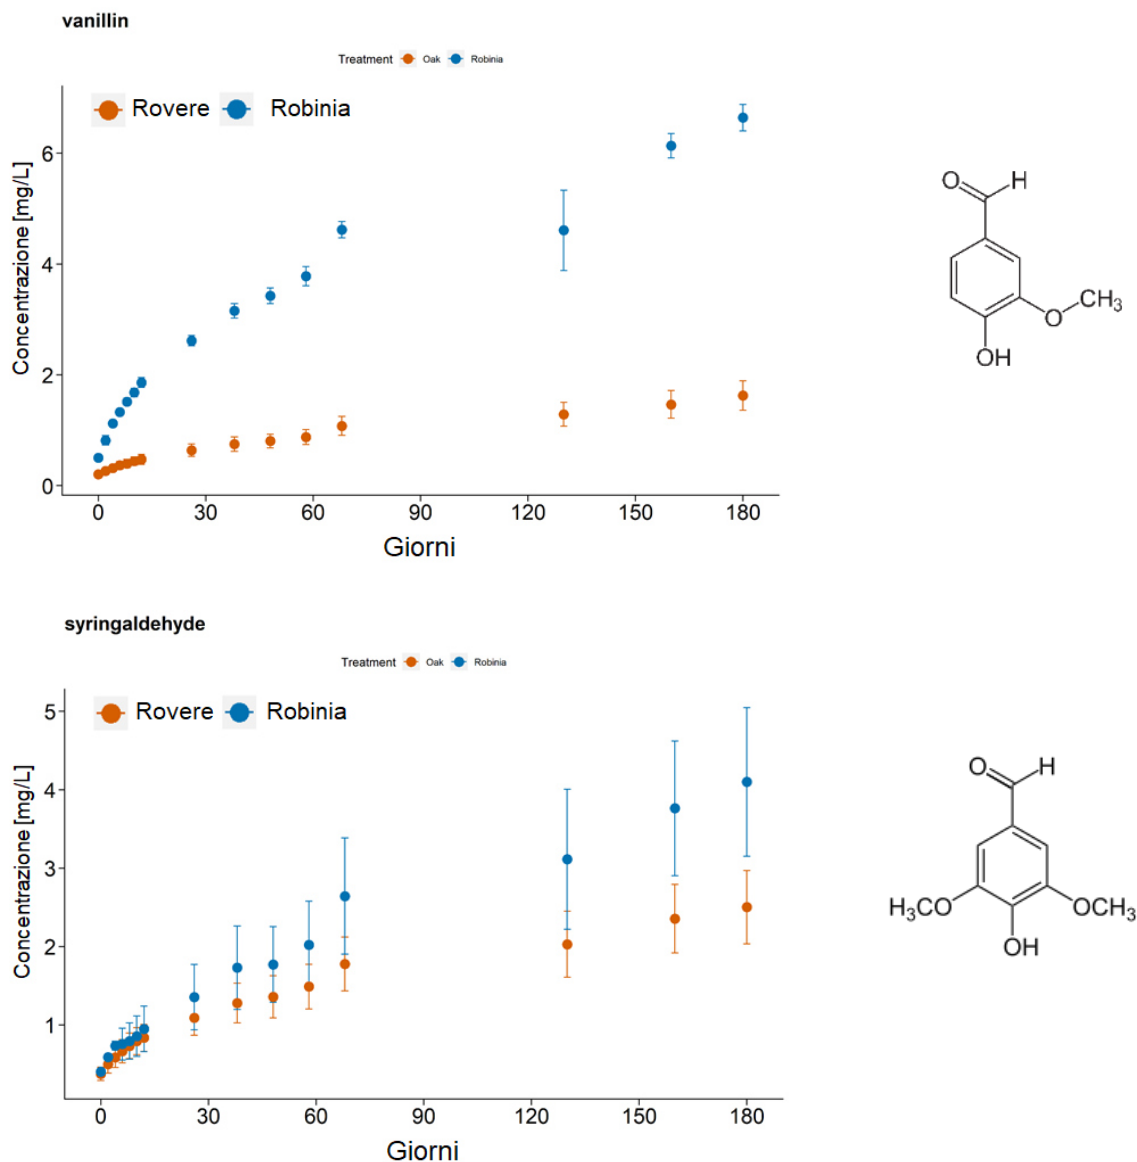 vanillin
Treatment Oak Robinia
Rovere Robinia
Concentrazione [mg/L]
6
4
2
0
0 30 60 90 120 150 180
Giorni
O H
O CH3
OH
syringaldehyde
Treatment Oak Robinia
Rovere Robinia
Concentrazione [mg/L]
5
4
3
2
1
0 30 60 90 120 150 180
Giorni
O H
H3CO OCH3
OH